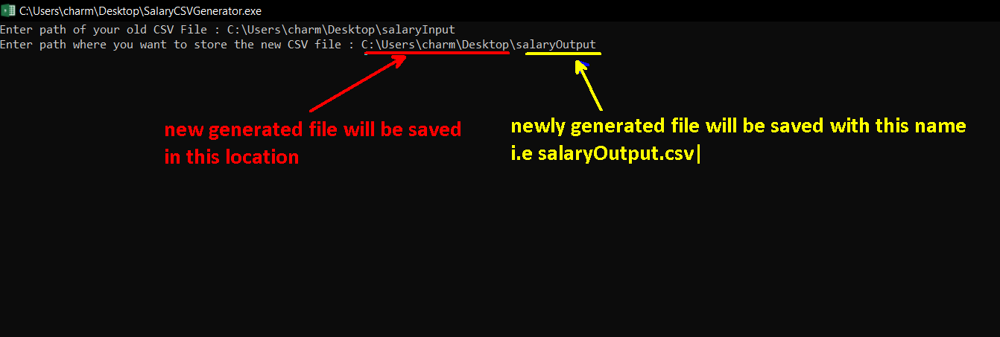 C:\Users\charm\Desktop\SalaryCSVGenerator.exe
Enter path of your old CSV File : C:\Users\charm\Desktop\salaryInput
Enter path where you want to store the new CSV file : C:\Users\charm\Desktop\salaryOutput
new generated file will be saved
in this location
newly generated file will be saved with this name
i.e salaryOutput.csv|